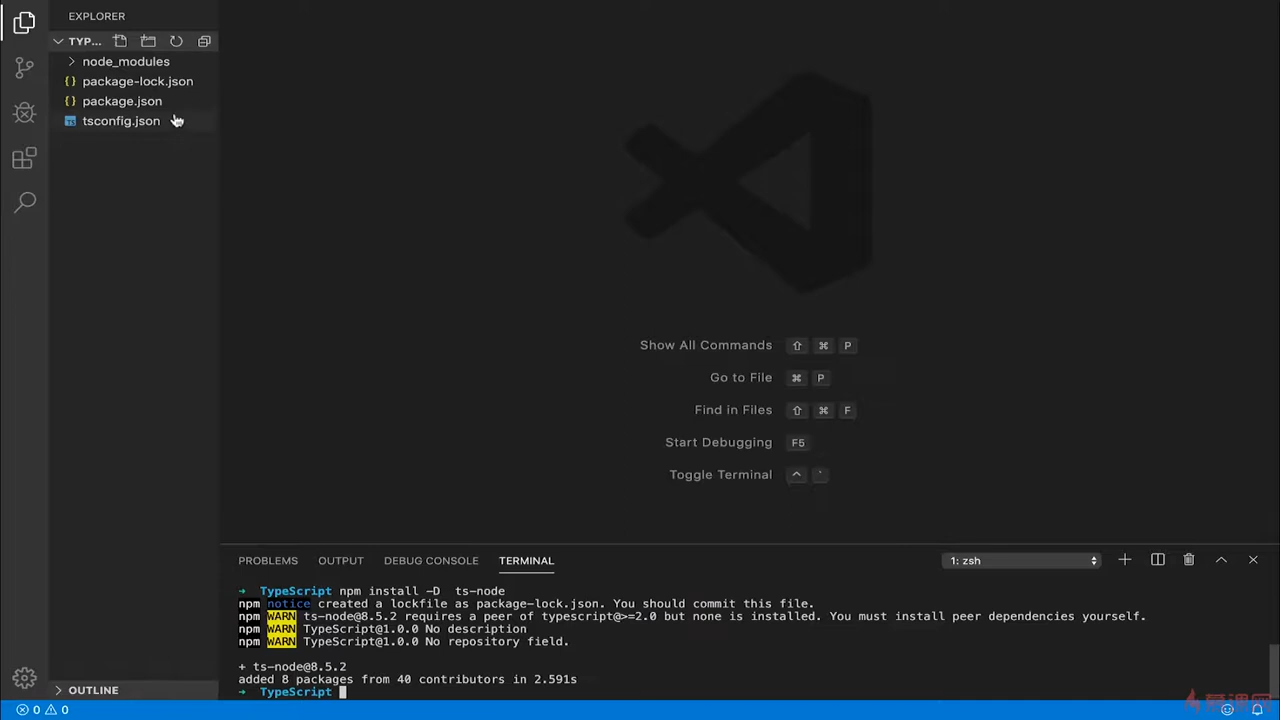 EXPLORER
TYP...
node_modules
package-lock.json
package.json
tsconfig.json
Show All Commands ⇧ ⌘ P
Go to File ⌘ P
Find in Files ⇧ ⌘ F
Start Debugging F5
Toggle Terminal ^ `
PROBLEMS OUTPUT DEBUG CONSOLE TERMINAL 1: zsh
→ TypeScript npm install -D ts-node
npm notice created a lockfile as package-lock.json. You should commit this file.
npm WARN ts-node@8.5.2 requires a peer of typescript@>=2.0 but none is installed. You must install peer dependencies yourself.
npm WARN TypeScript@1.0.0 No description
npm WARN TypeScript@1.0.0 No repository field.
+ ts-node@8.5.2
added 8 packages from 40 contributors in 2.591s
→ TypeScript
OUTLINE
0 0
慕课网